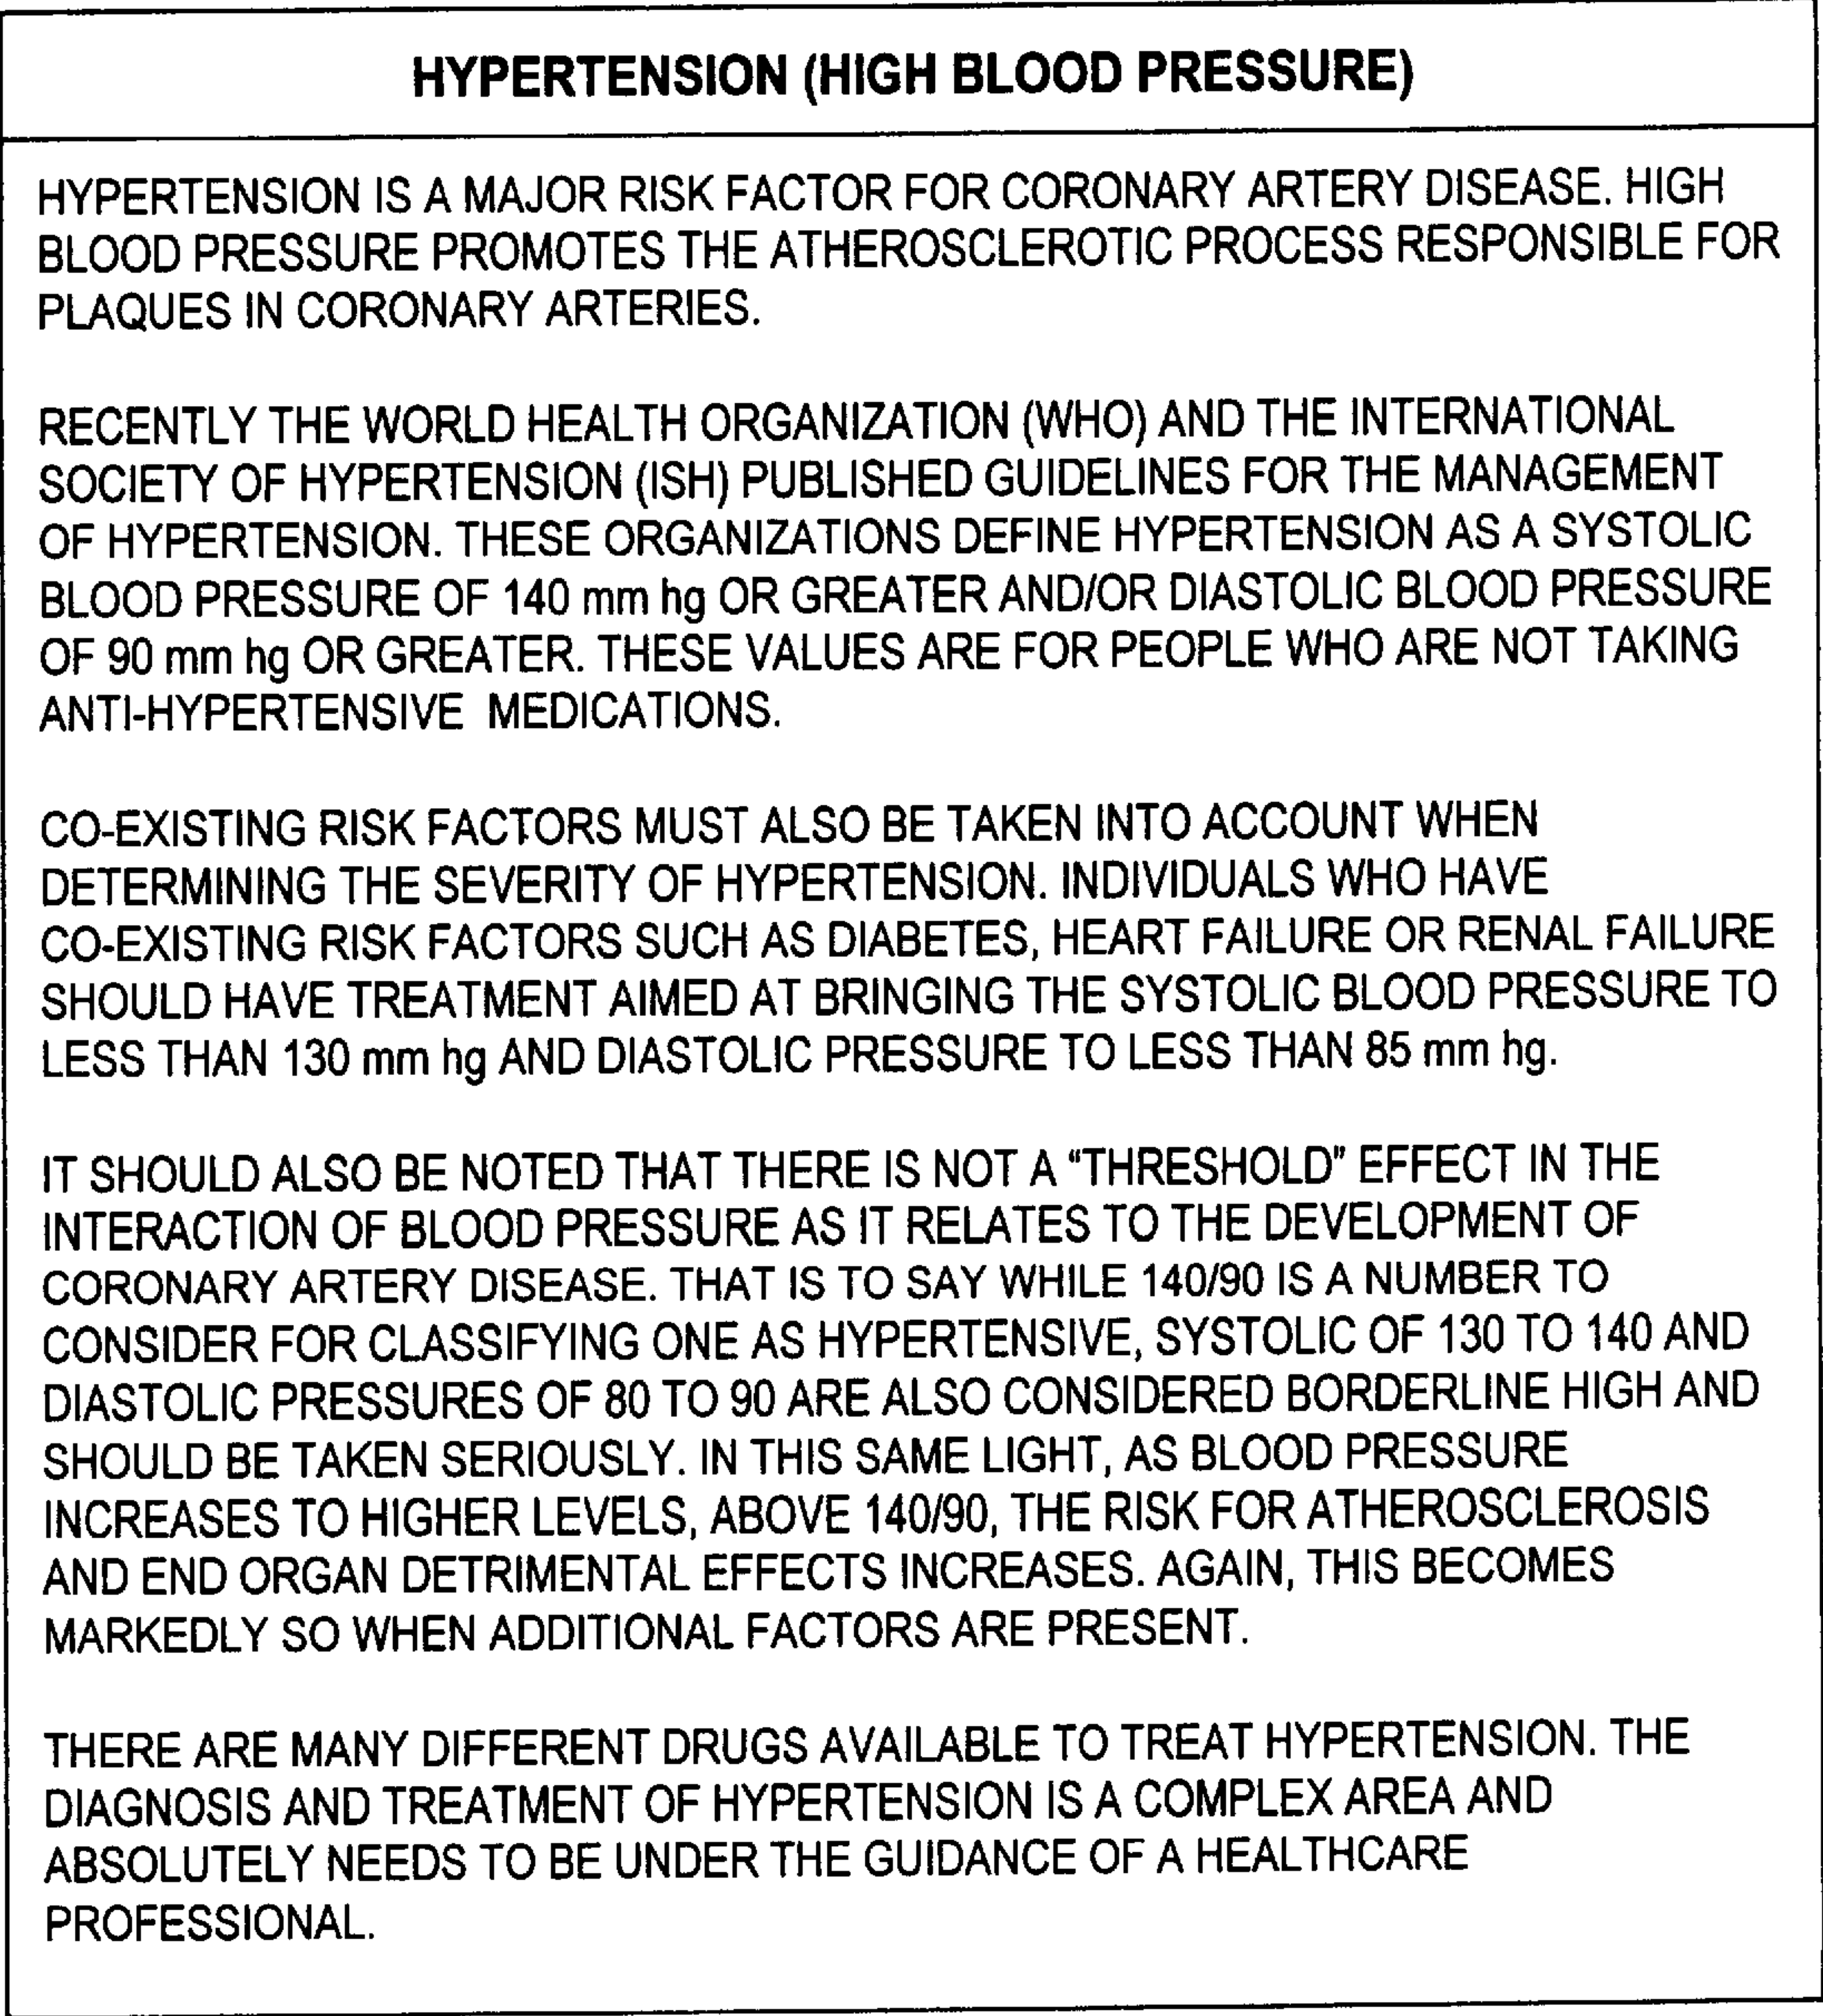 HYPERTENSION (HIGH BLOOD PRESSURE)
HYPERTENSION IS A MAJOR RISK FACTOR FOR CORONARY ARTERY DISEASE. HIGH
BLOOD PRESSURE PROMOTES THE ATHEROSCLEROTIC PROCESS RESPONSIBLE FOR
PLAQUES IN CORONARY ARTERIES.
RECENTLY THE WORLD HEALTH ORGANIZATION (WHO) AND THE INTERNATIONAL
SOCIETY OF HYPERTENSION (ISH) PUBLISHED GUIDELINES FOR THE MANAGEMENT
OF HYPERTENSION. THESE ORGANIZATIONS DEFINE HYPERTENSION AS A SYSTOLIC
BLOOD PRESSURE OF 140 mm hg OR GREATER AND/OR DIASTOLIC BLOOD PRESSURE
OF 90 mm hg OR GREATER. THESE VALUES ARE FOR PEOPLE WHO ARE NOT TAKING
ANTI-HYPERTENSIVE MEDICATIONS.
CO-EXISTING RISK FACTORS MUST ALSO BE TAKEN INTO ACCOUNT WHEN
DETERMINING THE SEVERITY OF HYPERTENSION. INDIVIDUALS WHO HAVE
CO-EXISTING RISK FACTORS SUCH AS DIABETES, HEART FAILURE OR RENAL FAILURE
SHOULD HAVE TREATMENT AIMED AT BRINGING THE SYSTOLIC BLOOD PRESSURE TO
LESS THAN 130 mm hg AND DIASTOLIC PRESSURE TO LESS THAN 85 mm hg.
IT SHOULD ALSO BE NOTED THAT THERE IS NOT A “THRESHOLD” EFFECT IN THE
INTERACTION OF BLOOD PRESSURE AS IT RELATES TO THE DEVELOPMENT OF
CORONARY ARTERY DISEASE. THAT IS TO SAY WHILE 140/90 IS A NUMBER TO
CONSIDER FOR CLASSIFYING ONE AS HYPERTENSIVE, SYSTOLIC OF 130 TO 140 AND
DIASTOLIC PRESSURES OF 80 TO 90 ARE ALSO CONSIDERED BORDERLINE HIGH AND
SHOULD BE TAKEN SERIOUSLY. IN THIS SAME LIGHT, AS BLOOD PRESSURE
INCREASES TO HIGHER LEVELS, ABOVE 140/90, THE RISK FOR ATHEROSCLEROSIS
AND END ORGAN DETRIMENTAL EFFECTS INCREASES. AGAIN, THIS BECOMES
MARKEDLY SO WHEN ADDITIONAL FACTORS ARE PRESENT.
THERE ARE MANY DIFFERENT DRUGS AVAILABLE TO TREAT HYPERTENSION. THE
DIAGNOSIS AND TREATMENT OF HYPERTENSION IS A COMPLEX AREA AND
ABSOLUTELY NEEDS TO BE UNDER THE GUIDANCE OF A HEALTHCARE
PROFESSIONAL.